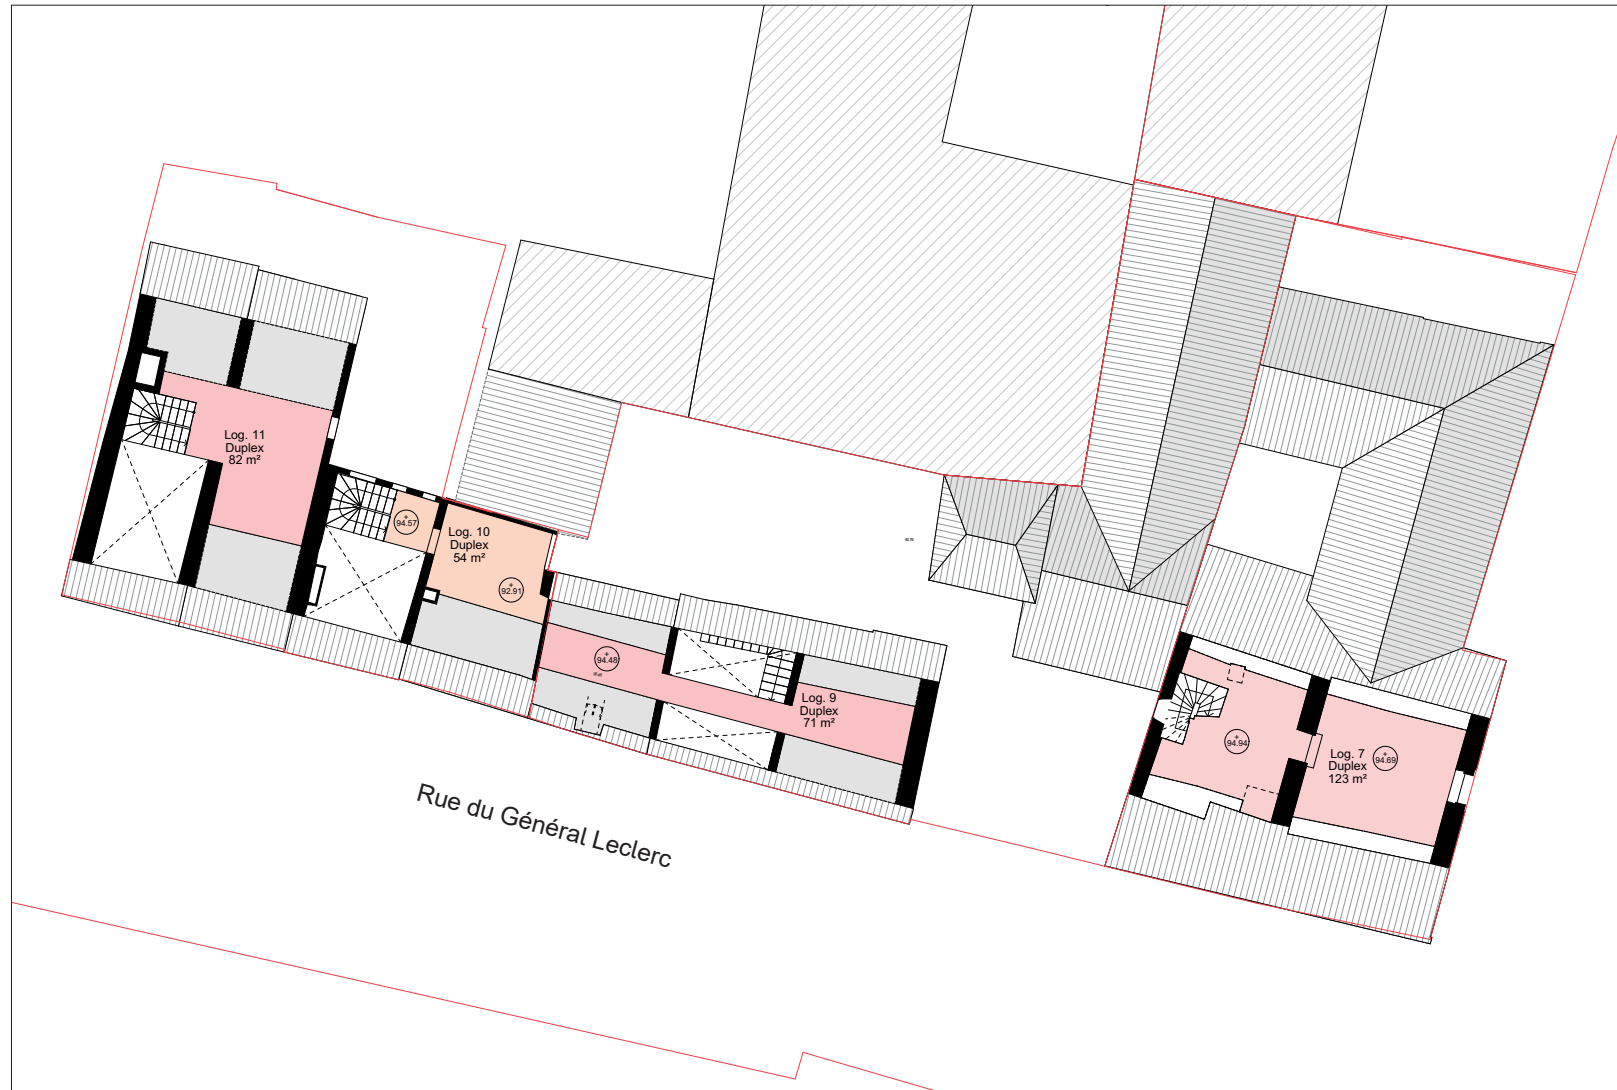 Log. 11
Duplex
82 m²
94.57
Log. 10
Duplex
54 m²
92.91
94.48
Log. 9
Duplex
71 m²
94.94
Log. 7
Duplex
123 m²
94.69
Rue du Général Leclerc